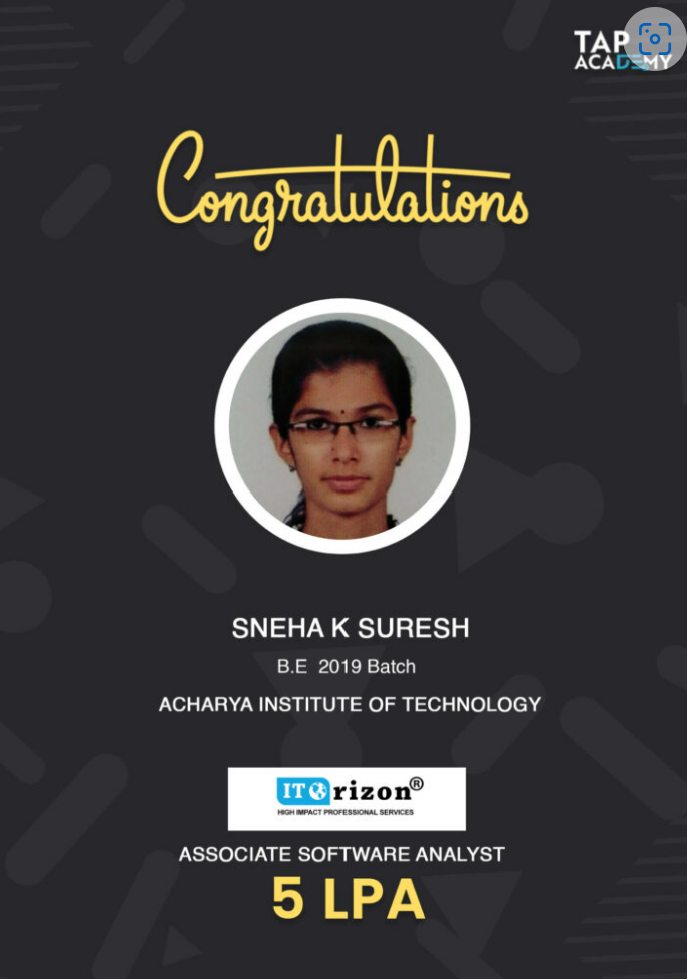 TAP
ACADEMY
Congratulations
SNEHA K SURESH
B.E 2019 Batch
ACHARYA INSTITUTE OF TECHNOLOGY
ITOrizon®
HIGH IMPACT PROFESSIONAL SERVICES
ASSOCIATE SOFTWARE ANALYST
5 LPA